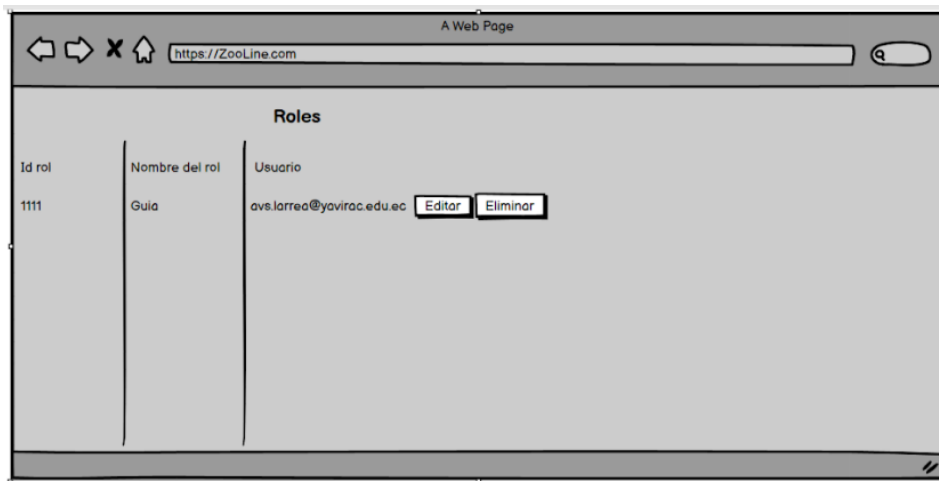 A Web Page
https://ZooLine.com
Roles
Id rol Nombre del rol Usuario
1111 Guia avs.larrea@yavirac.edu.ec Editar Eliminar